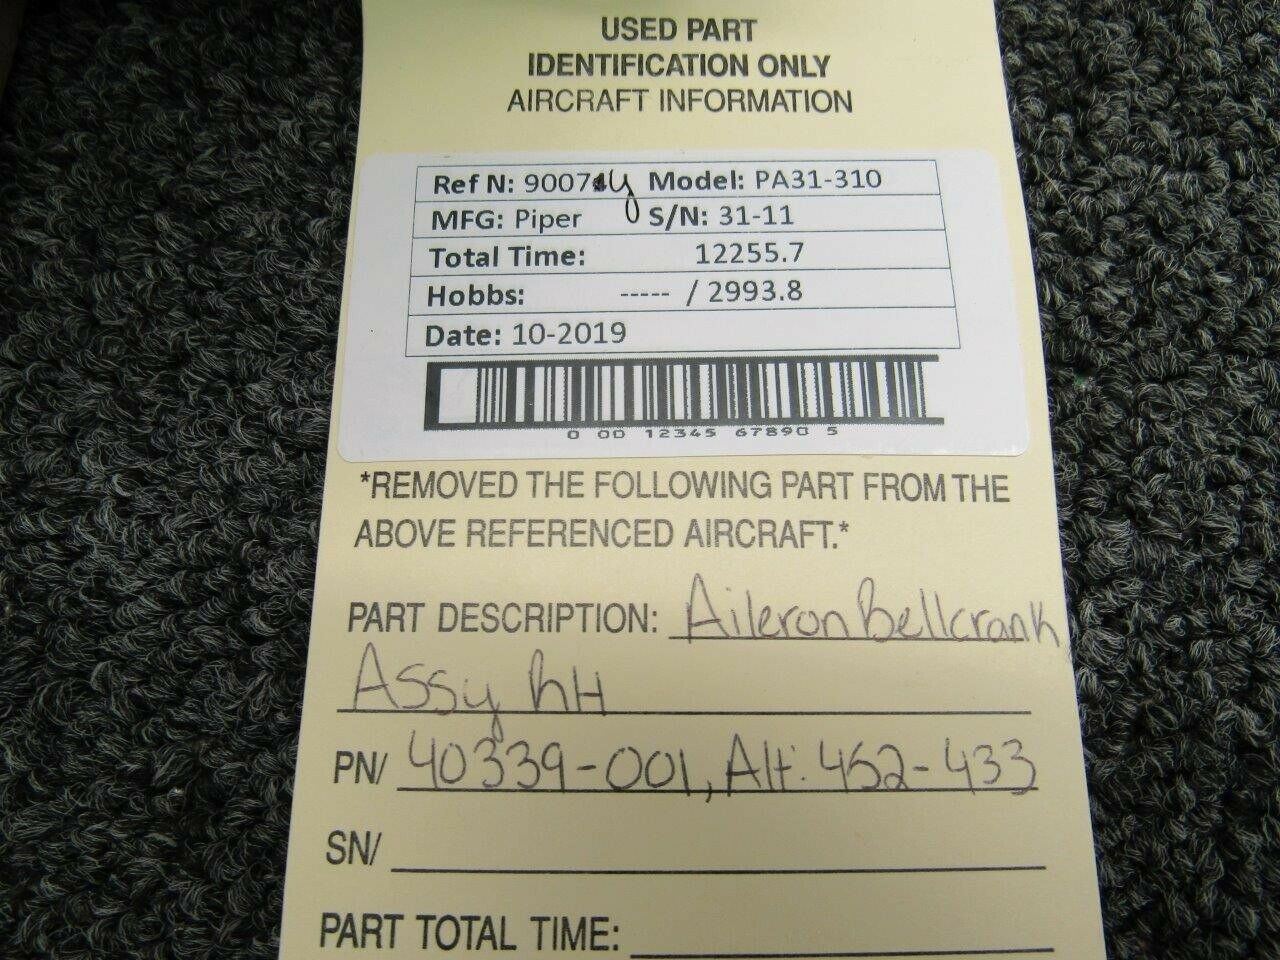 USED PART
IDENTIFICATION ONLY
AIRCRAFT INFORMATION
Ref N: 9007y Model: PA31-310
MFG: Piper S/N: 31-11
Total Time: 12255.7
Hobbs: ----- / 2993.8
Date: 10-2019
0 00 12345 67890 5
*REMOVED THE FOLLOWING PART FROM THE
ABOVE REFERENCED AIRCRAFT.*
PART DESCRIPTION: Aileron Bellcrank
Assy RH
PN/ 40339-001, Alt: 452-433
SN/
PART TOTAL TIME: